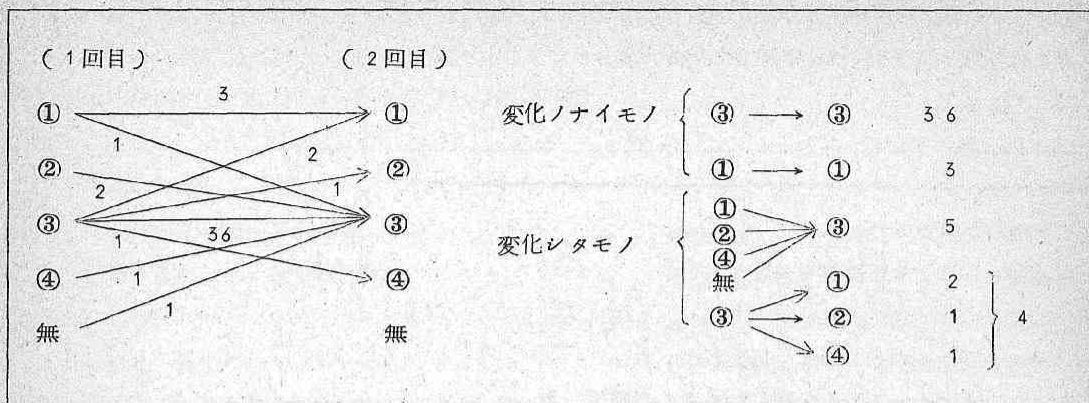 (1回目) (2回目)
3
① ① 変化ノナイモノ ③ ③ 36
1 2
② ② ① ① 3
2 1
①
③ ③ ② ③ 5
1 36 変化シタモノ
④
④ 1 ④ 無 ① 2
1 ③ ② 1 4
無 無
④ 1